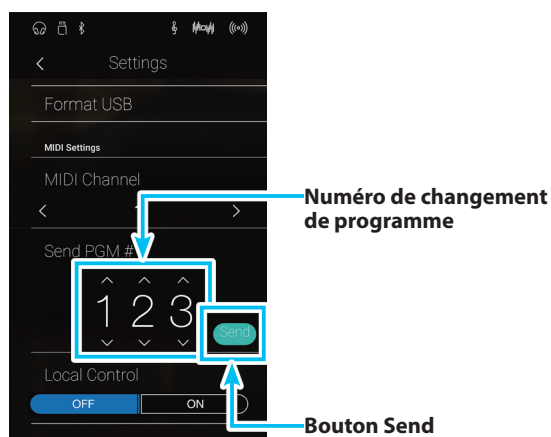 Settings
Format USB
MIDI Settings
MIDI Channel
Numéro de changement
de programme
Send PGM #
1 2 3
Send
Local Control
OFF ON
Bouton Send